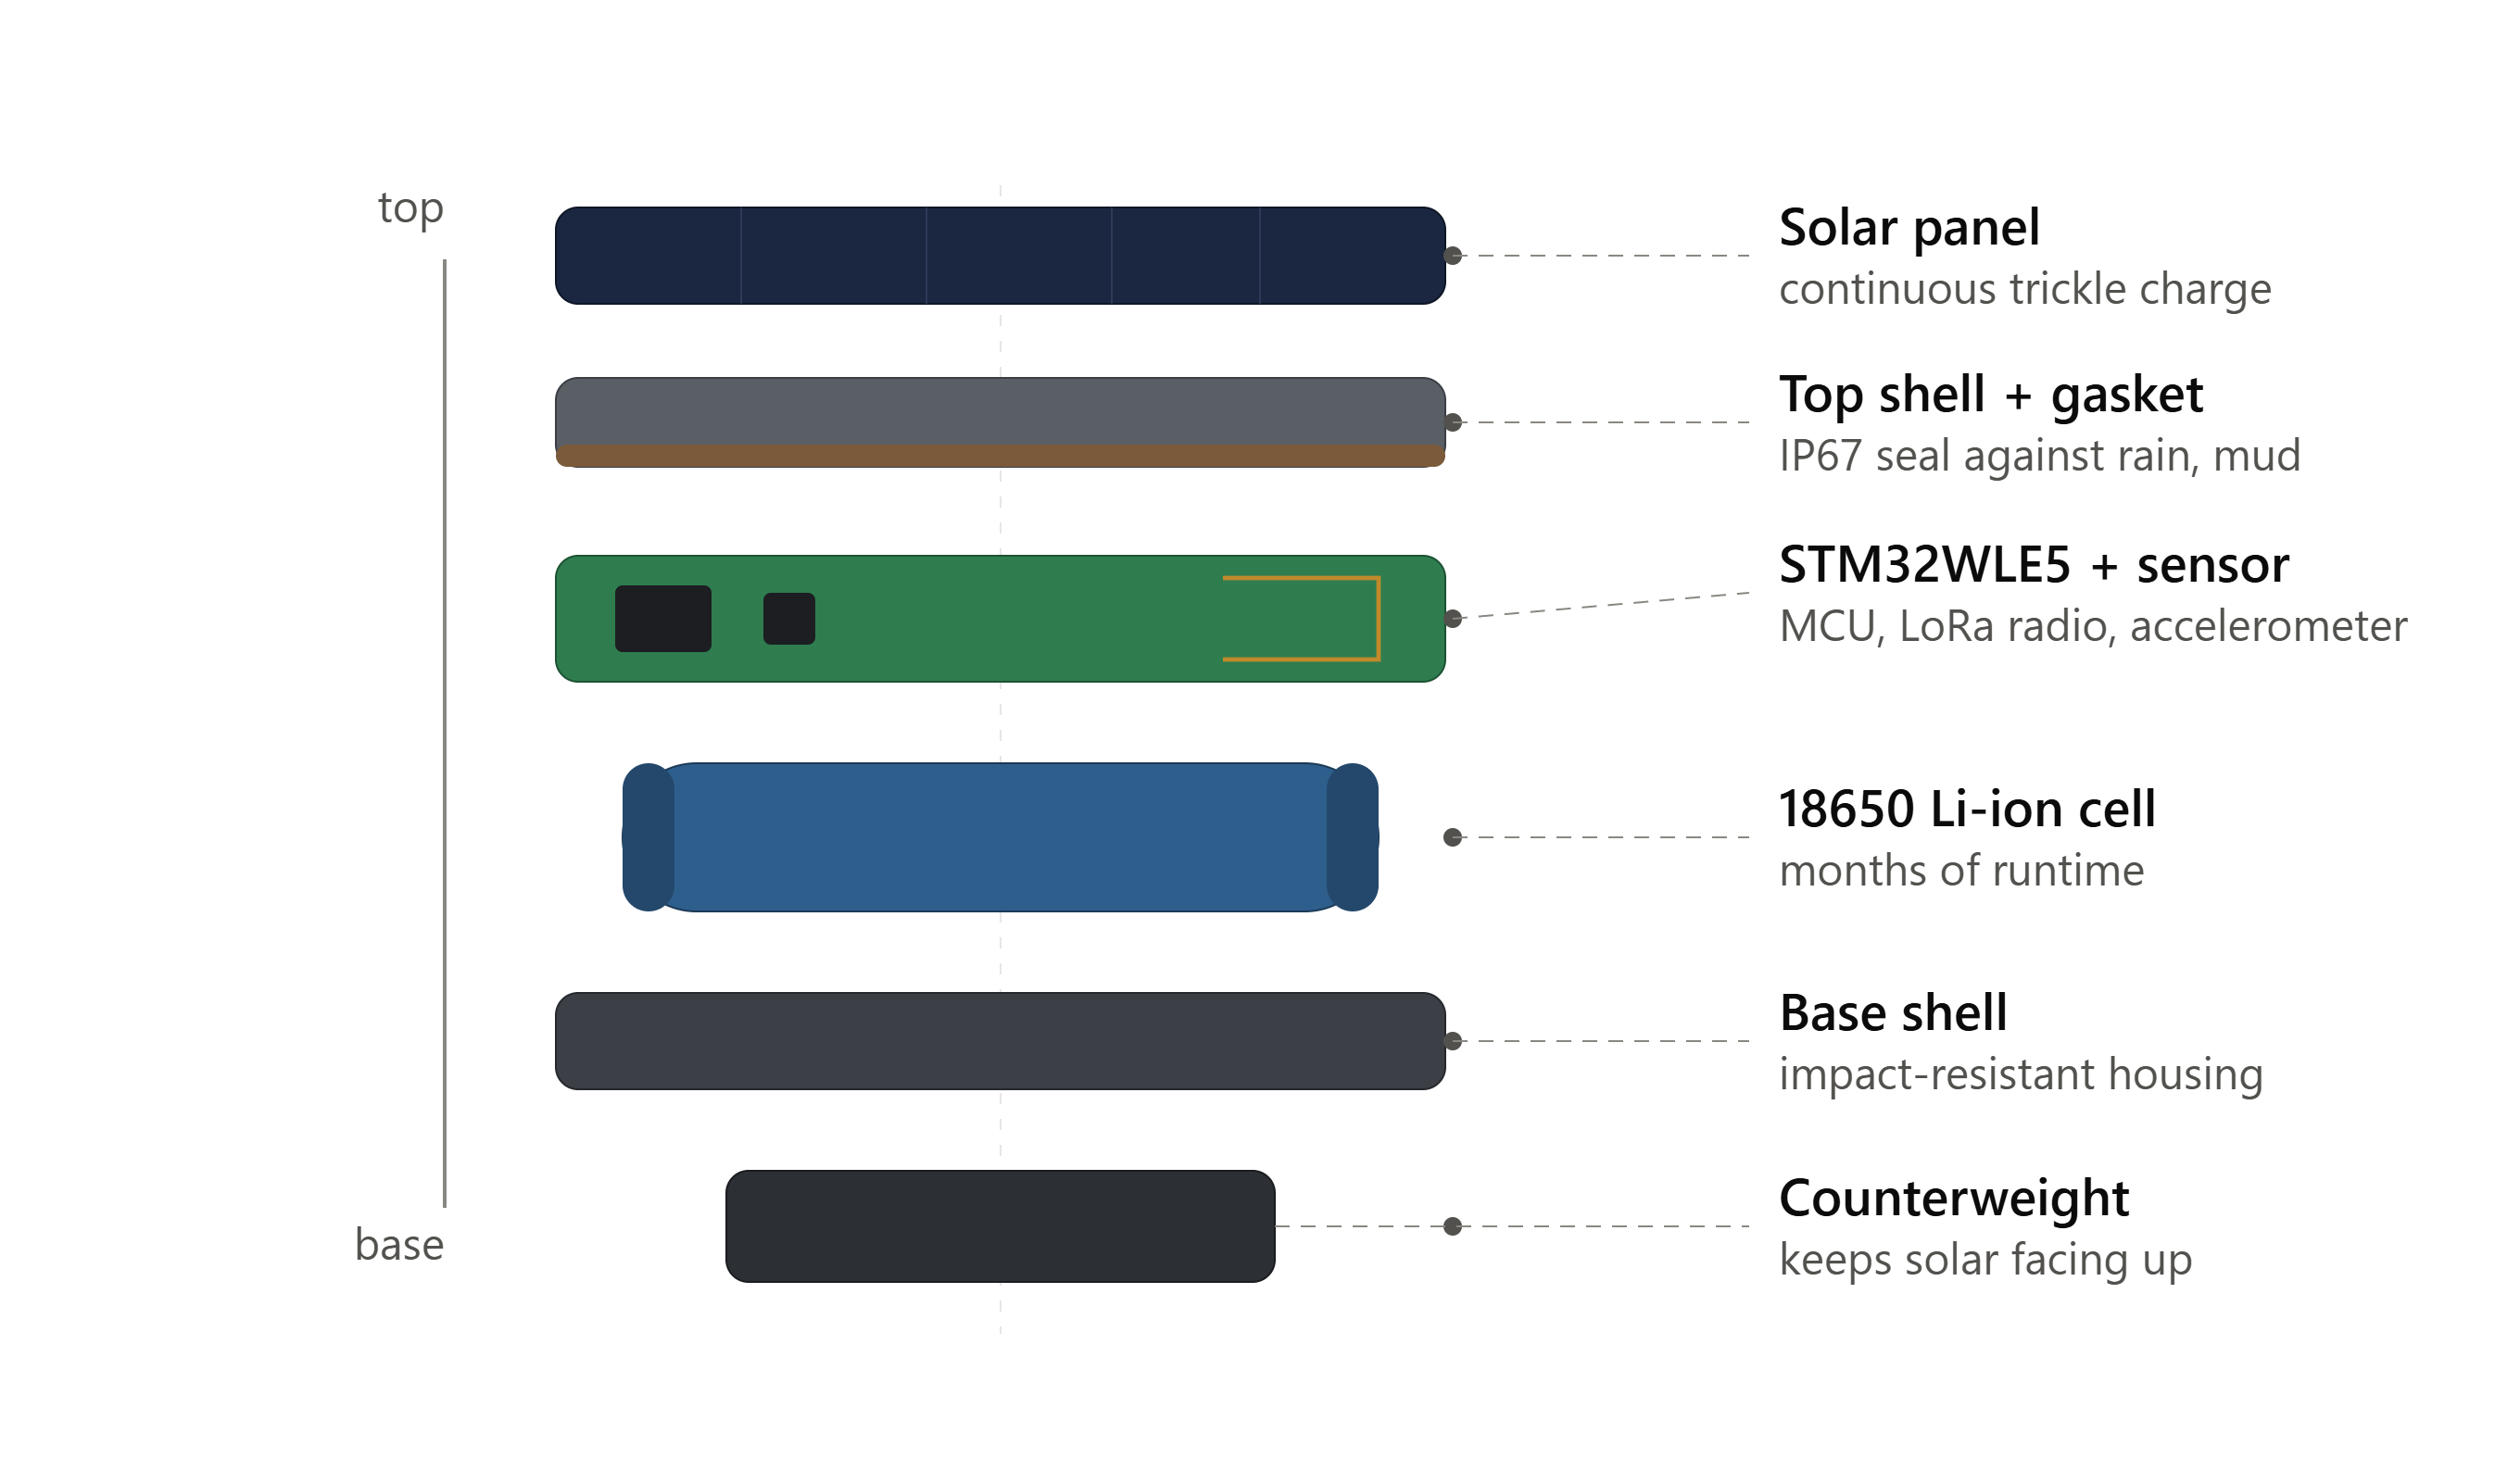 top
Solar panel
continuous trickle charge
Top shell + gasket
IP67 seal against rain, mud
STM32WLE5 + sensor
MCU, LoRa radio, accelerometer
18650 Li-ion cell
months of runtime
Base shell
impact-resistant housing
Counterweight
keeps solar facing up
base